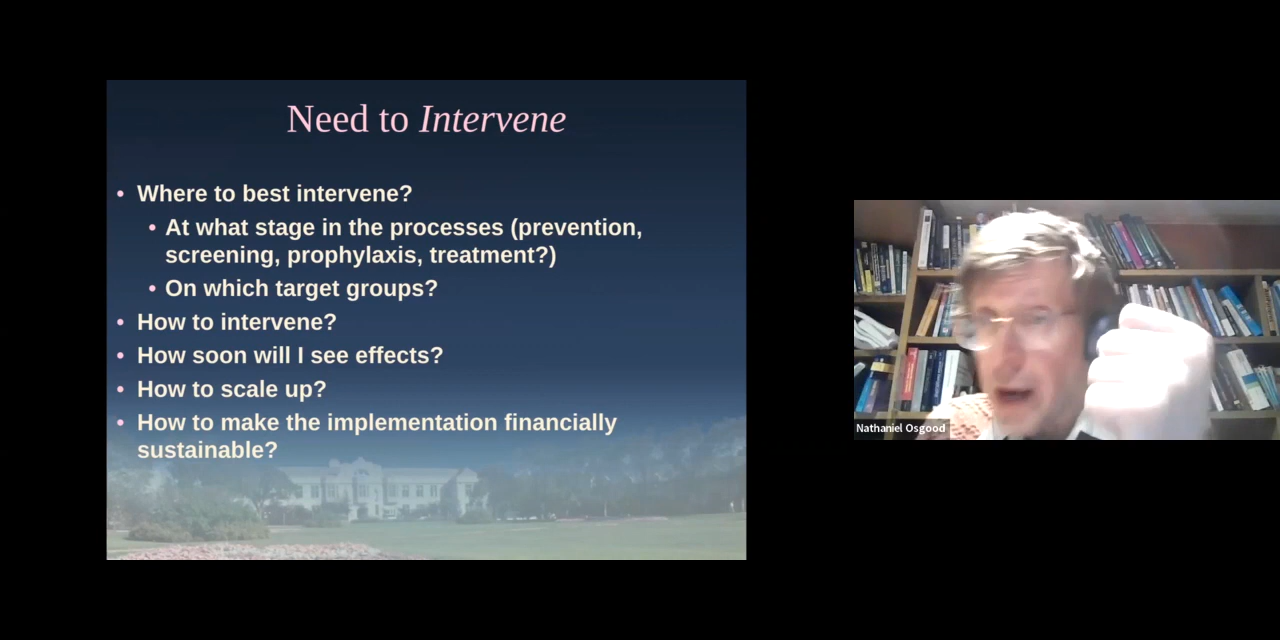 Need to Intervene
• Where to best intervene?
• At what stage in the processes (prevention,
screening, prophylaxis, treatment?)
• On which target groups?
• How to intervene?
• How soon will I see effects?
• How to scale up?
• How to make the implementation financially
sustainable?
Nathaniel Osgood